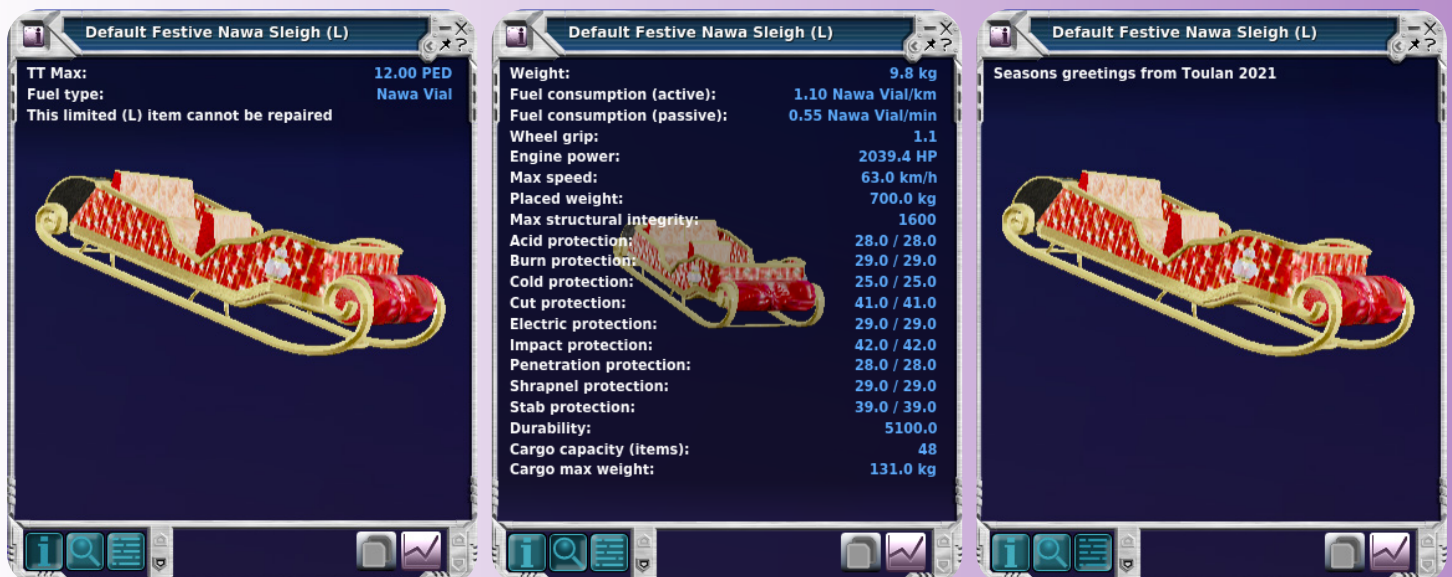 Default Festive Nawa Sleigh (L)
TT Max: 12.00 PED
Fuel type: Nawa Vial
This limited (L) item cannot be repaired
Default Festive Nawa Sleigh (L)
Weight: 9.8 kg
Fuel consumption (active): 1.10 Nawa Vial/km
Fuel consumption (passive): 0.55 Nawa Vial/min
Wheel grip: 1.1
Engine power: 2039.4 HP
Max speed: 63.0 km/h
Placed weight: 700.0 kg
Max structural integrity: 1600
Acid protection: 28.0 / 28.0
Burn protection: 29.0 / 29.0
Cold protection: 25.0 / 25.0
Cut protection: 41.0 / 41.0
Electric protection: 29.0 / 29.0
Impact protection: 42.0 / 42.0
Penetration protection: 28.0 / 28.0
Shrapnel protection: 29.0 / 29.0
Stab protection: 39.0 / 39.0
Durability: 5100.0
Cargo capacity (items): 48
Cargo max weight: 131.0 kg
Default Festive Nawa Sleigh (L)
Seasons greetings from Toulan 2021